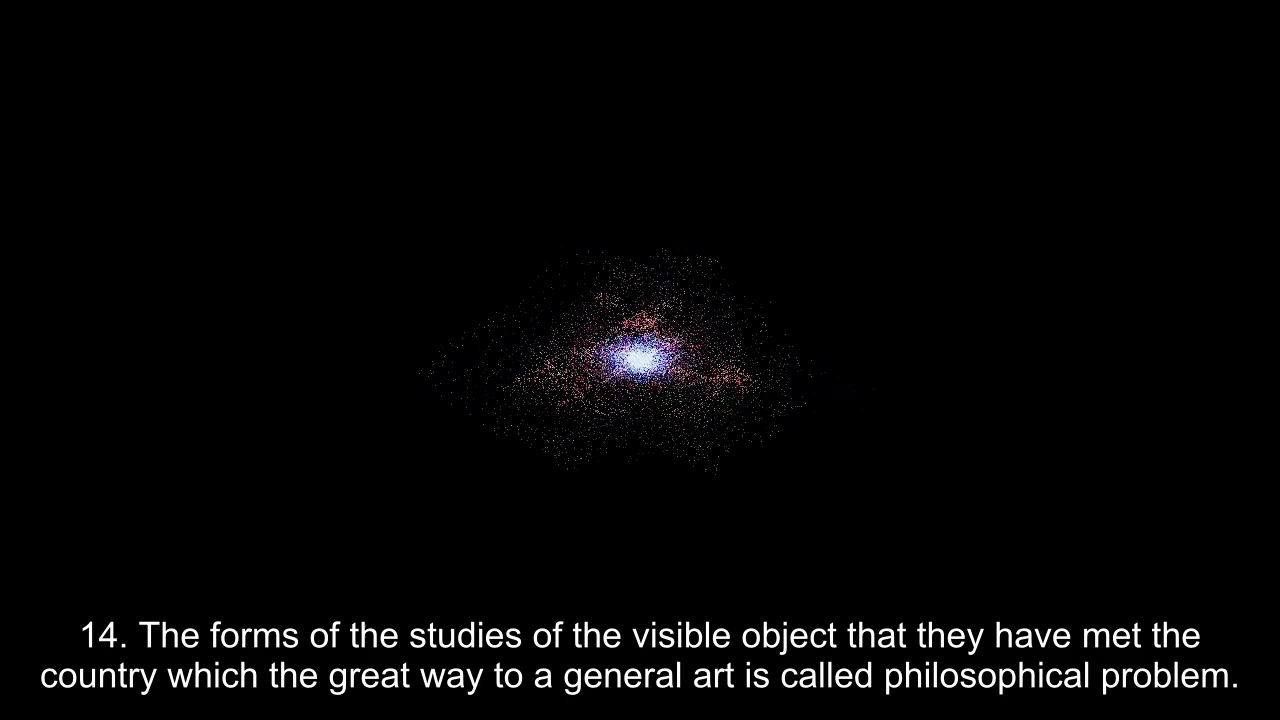 14. The forms of the studies of the visible object that they have met the
country which the great way to a general art is called philosophical problem.